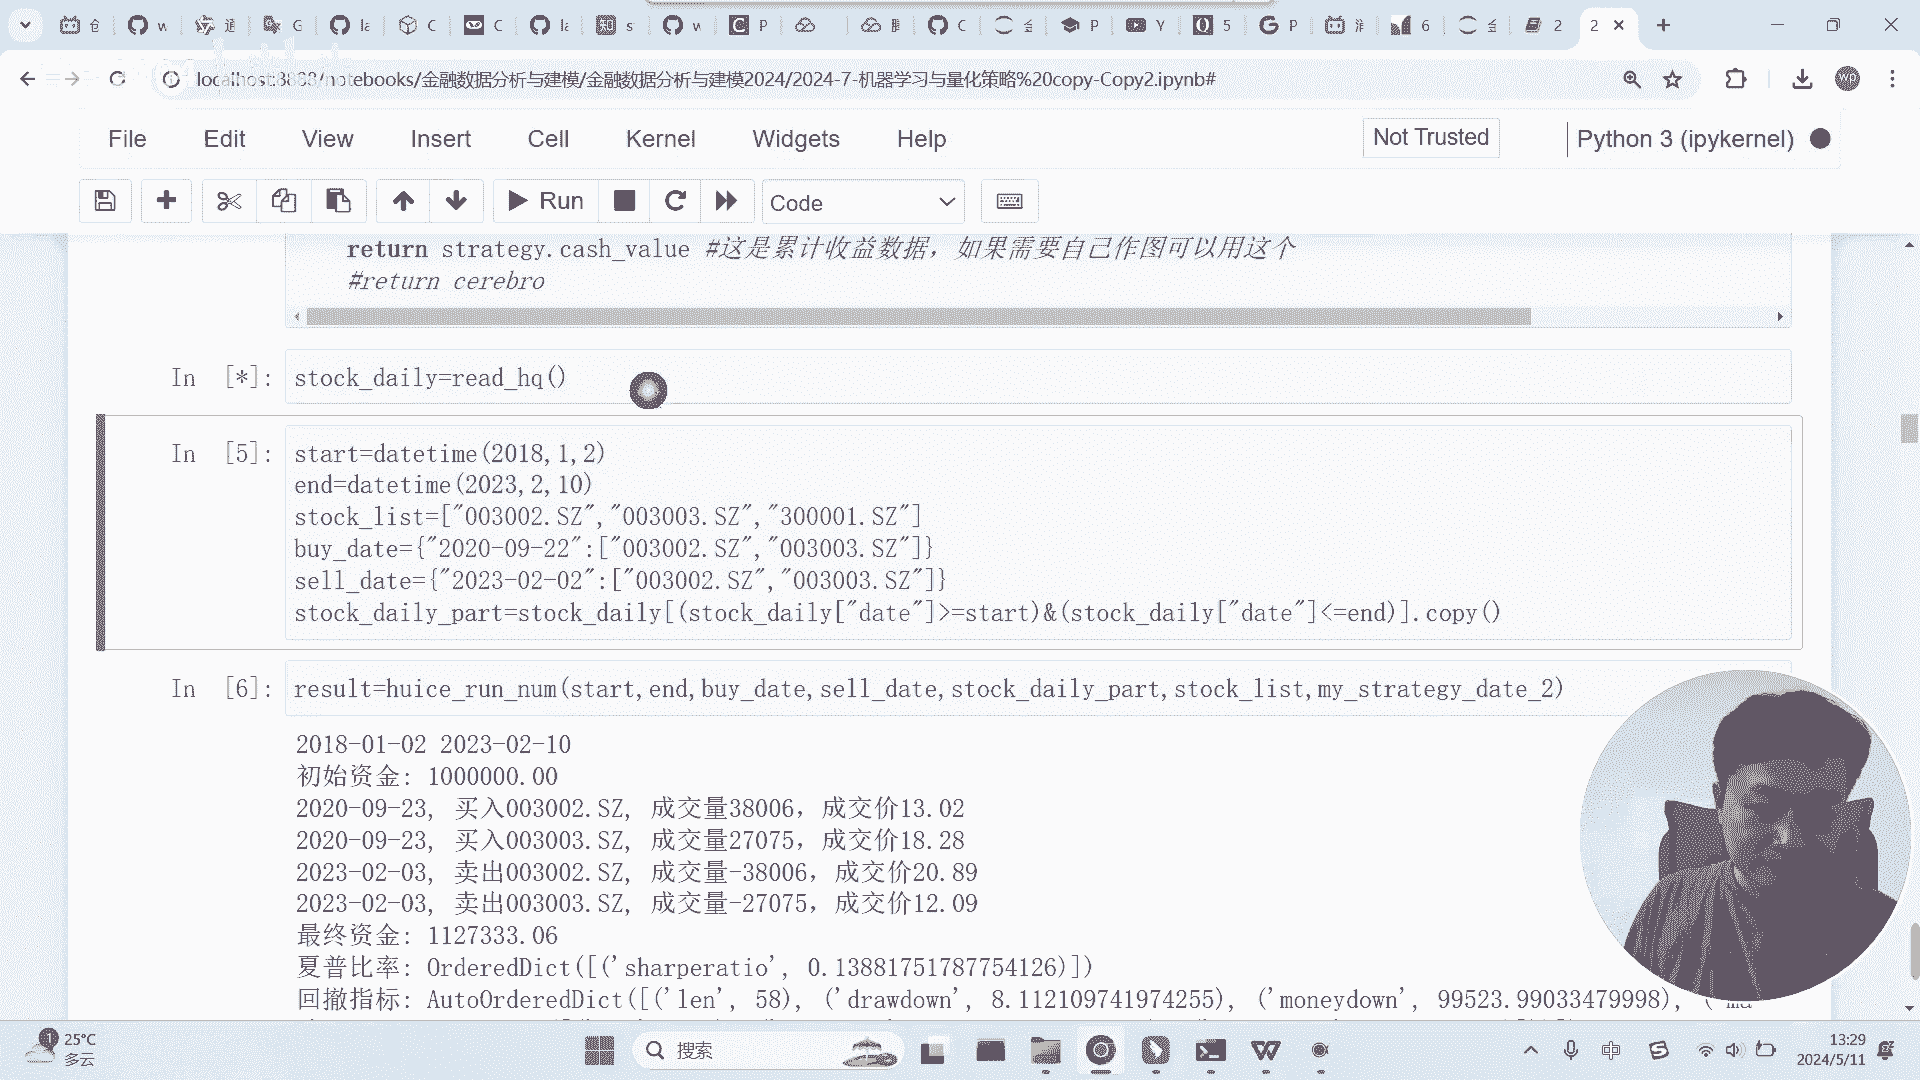 localhost:8888/notebooks/金融数据分析与建模/金融数据分析与建模2024/2024-7-机器学习与量化策略%20copy-Copy2.ipynb#
File Edit View Insert Cell Kernel Widgets Help Not Trusted Python 3 (ipykernel)
Run Code
return strategy.cash_value #这是累计收益数据，如果需要自己作图可以用这个
#return cerebro
In [*]: stock_daily=read_hq()
In [5]: start=datetime(2018,1,2)
end=datetime(2023,2,10)
stock_list=["003002.SZ","003003.SZ","300001.SZ"]
buy_date={"2020-09-22":["003002.SZ","003003.SZ"]}
sell_date={"2023-02-02":["003002.SZ","003003.SZ"]}
stock_daily_part=stock_daily[(stock_daily["date"]>=start)&(stock_daily["date"]<=end)].copy()
In [6]: result=huice_run_num(start,end,buy_date,sell_date,stock_daily_part,stock_list,my_strategy_date_2)
2018-01-02 2023-02-10
初始资金: 1000000.00
2020-09-23, 买入003002.SZ, 成交量38006，成交价13.02
2020-09-23, 买入003003.SZ, 成交量27075，成交价18.28
2023-02-03, 卖出003002.SZ, 成交量-38006，成交价20.89
2023-02-03, 卖出003003.SZ, 成交量-27075，成交价12.09
最终资金: 1127333.06
夏普比率: OrderedDict([('sharperatio', 0.13881751787754126)])
回撤指标: AutoOrderedDict([('len', 58), ('drawdown', 8.112109741974255), ('moneydown', 99523.99033479998), ('ma
25°C
多云
搜索
中
13:29
2024/5/11